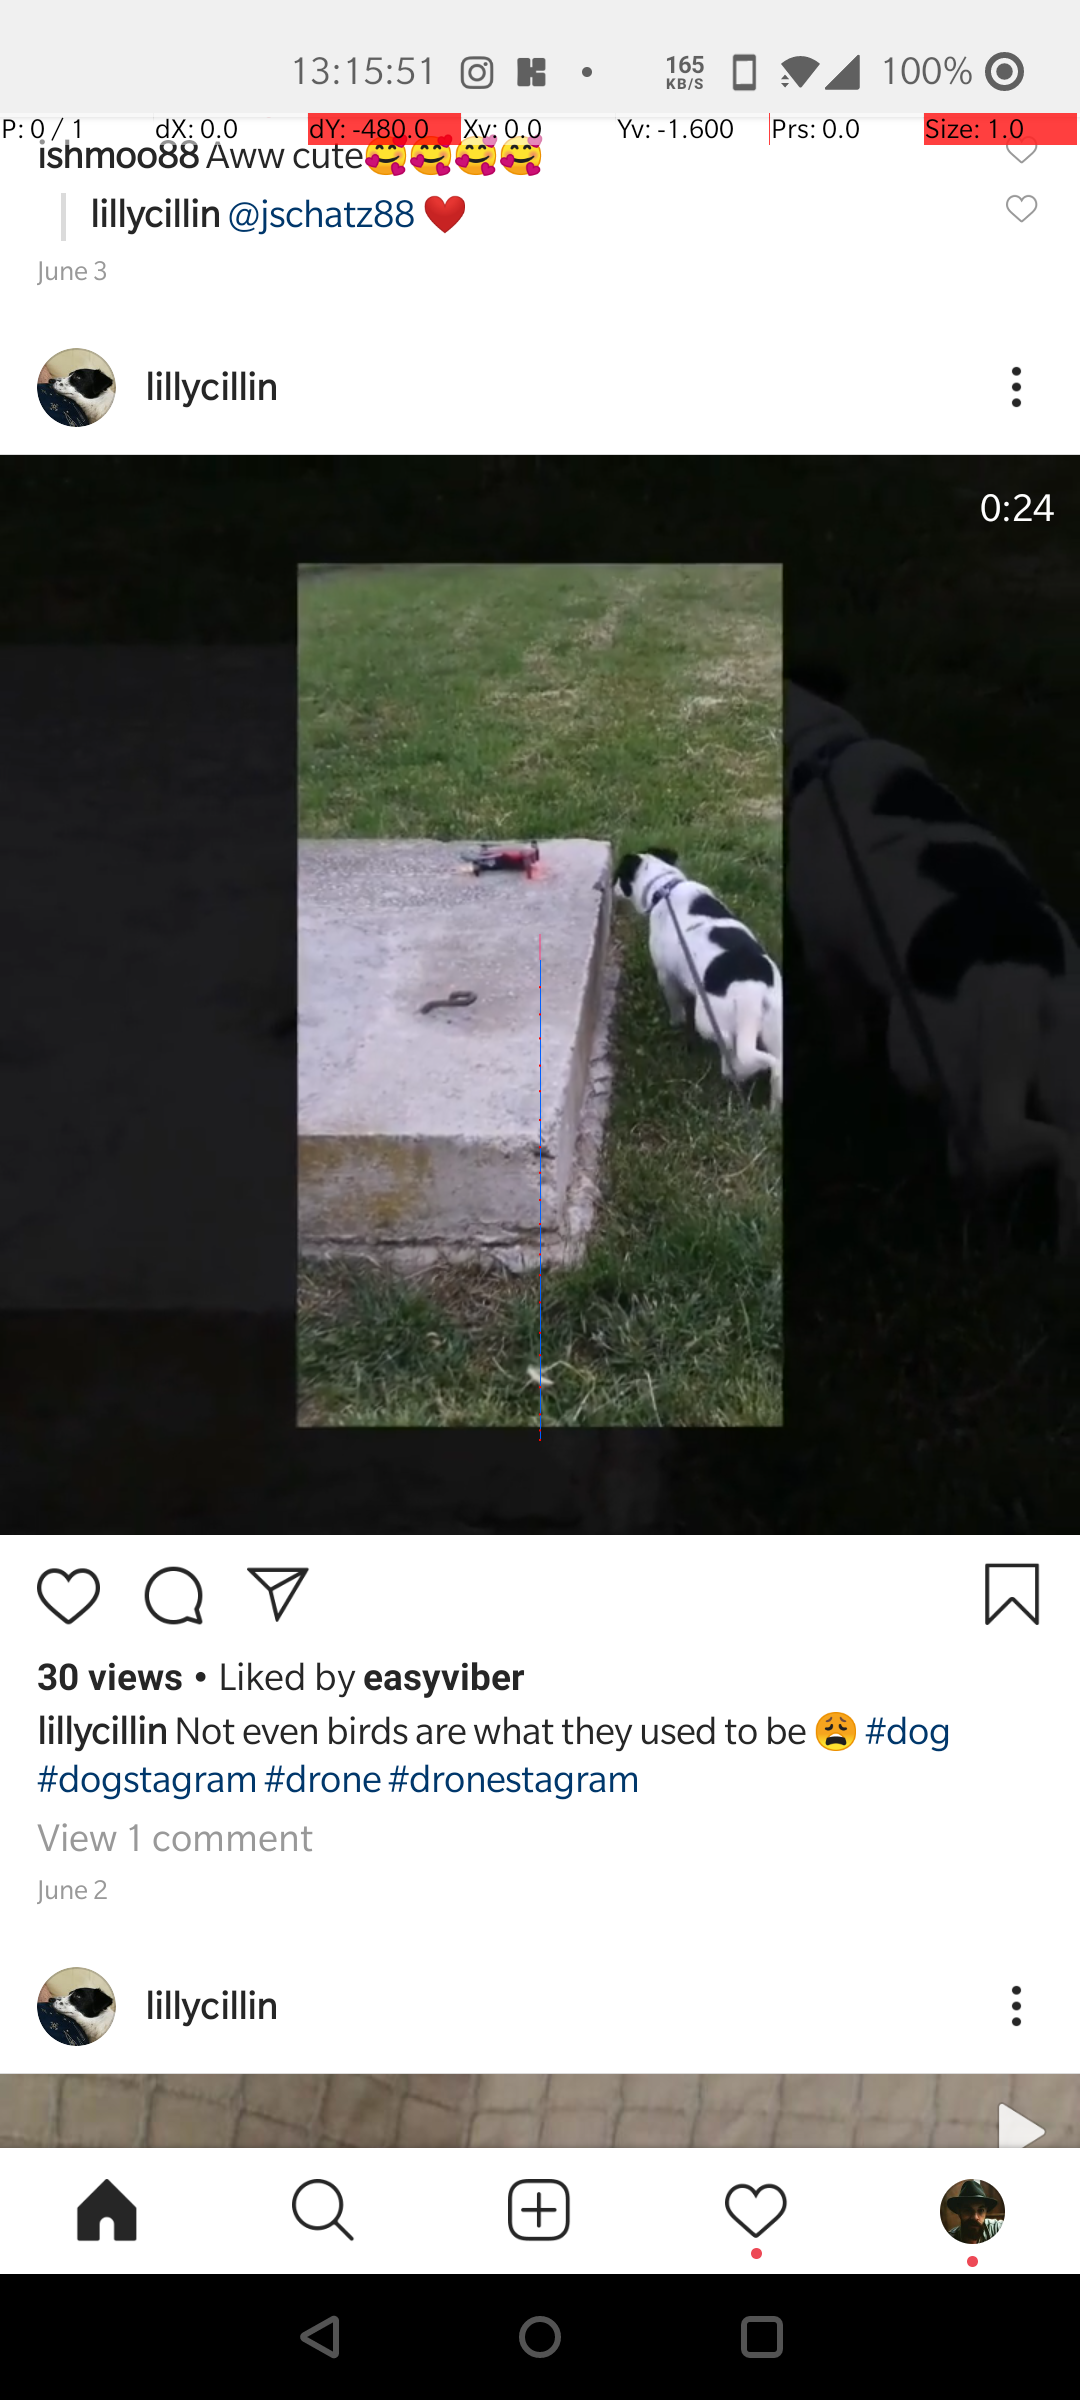 13:15:51 165 KB/S 100%
P: 0 / 1 dX: 0.0 dY: -480.0 Xv: 0.0 Yv: -1.600 Prs: 0.0 Size: 1.0
ishmoo88 Aww cute🥰🥰🥰🥰
lillycillin @jschatz88 ❤️
June 3
lillycillin
0:24
30 views • Liked by easyviber
lillycillin Not even birds are what they used to be 😩 #dog
#dogstagram #drone #dronestagram
View 1 comment
June 2
lillycillin